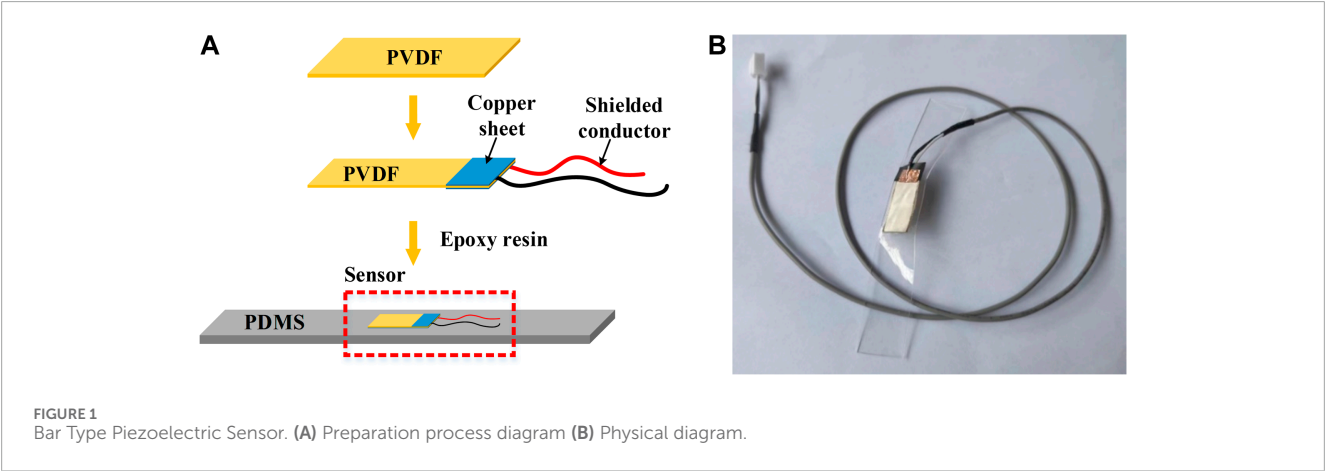 A
PVDF
Copper
sheet
Shielded
conductor
PVDF
Epoxy resin
Sensor
PDMS
B
FIGURE 1
Bar Type Piezoelectric Sensor. (A) Preparation process diagram (B) Physical diagram.